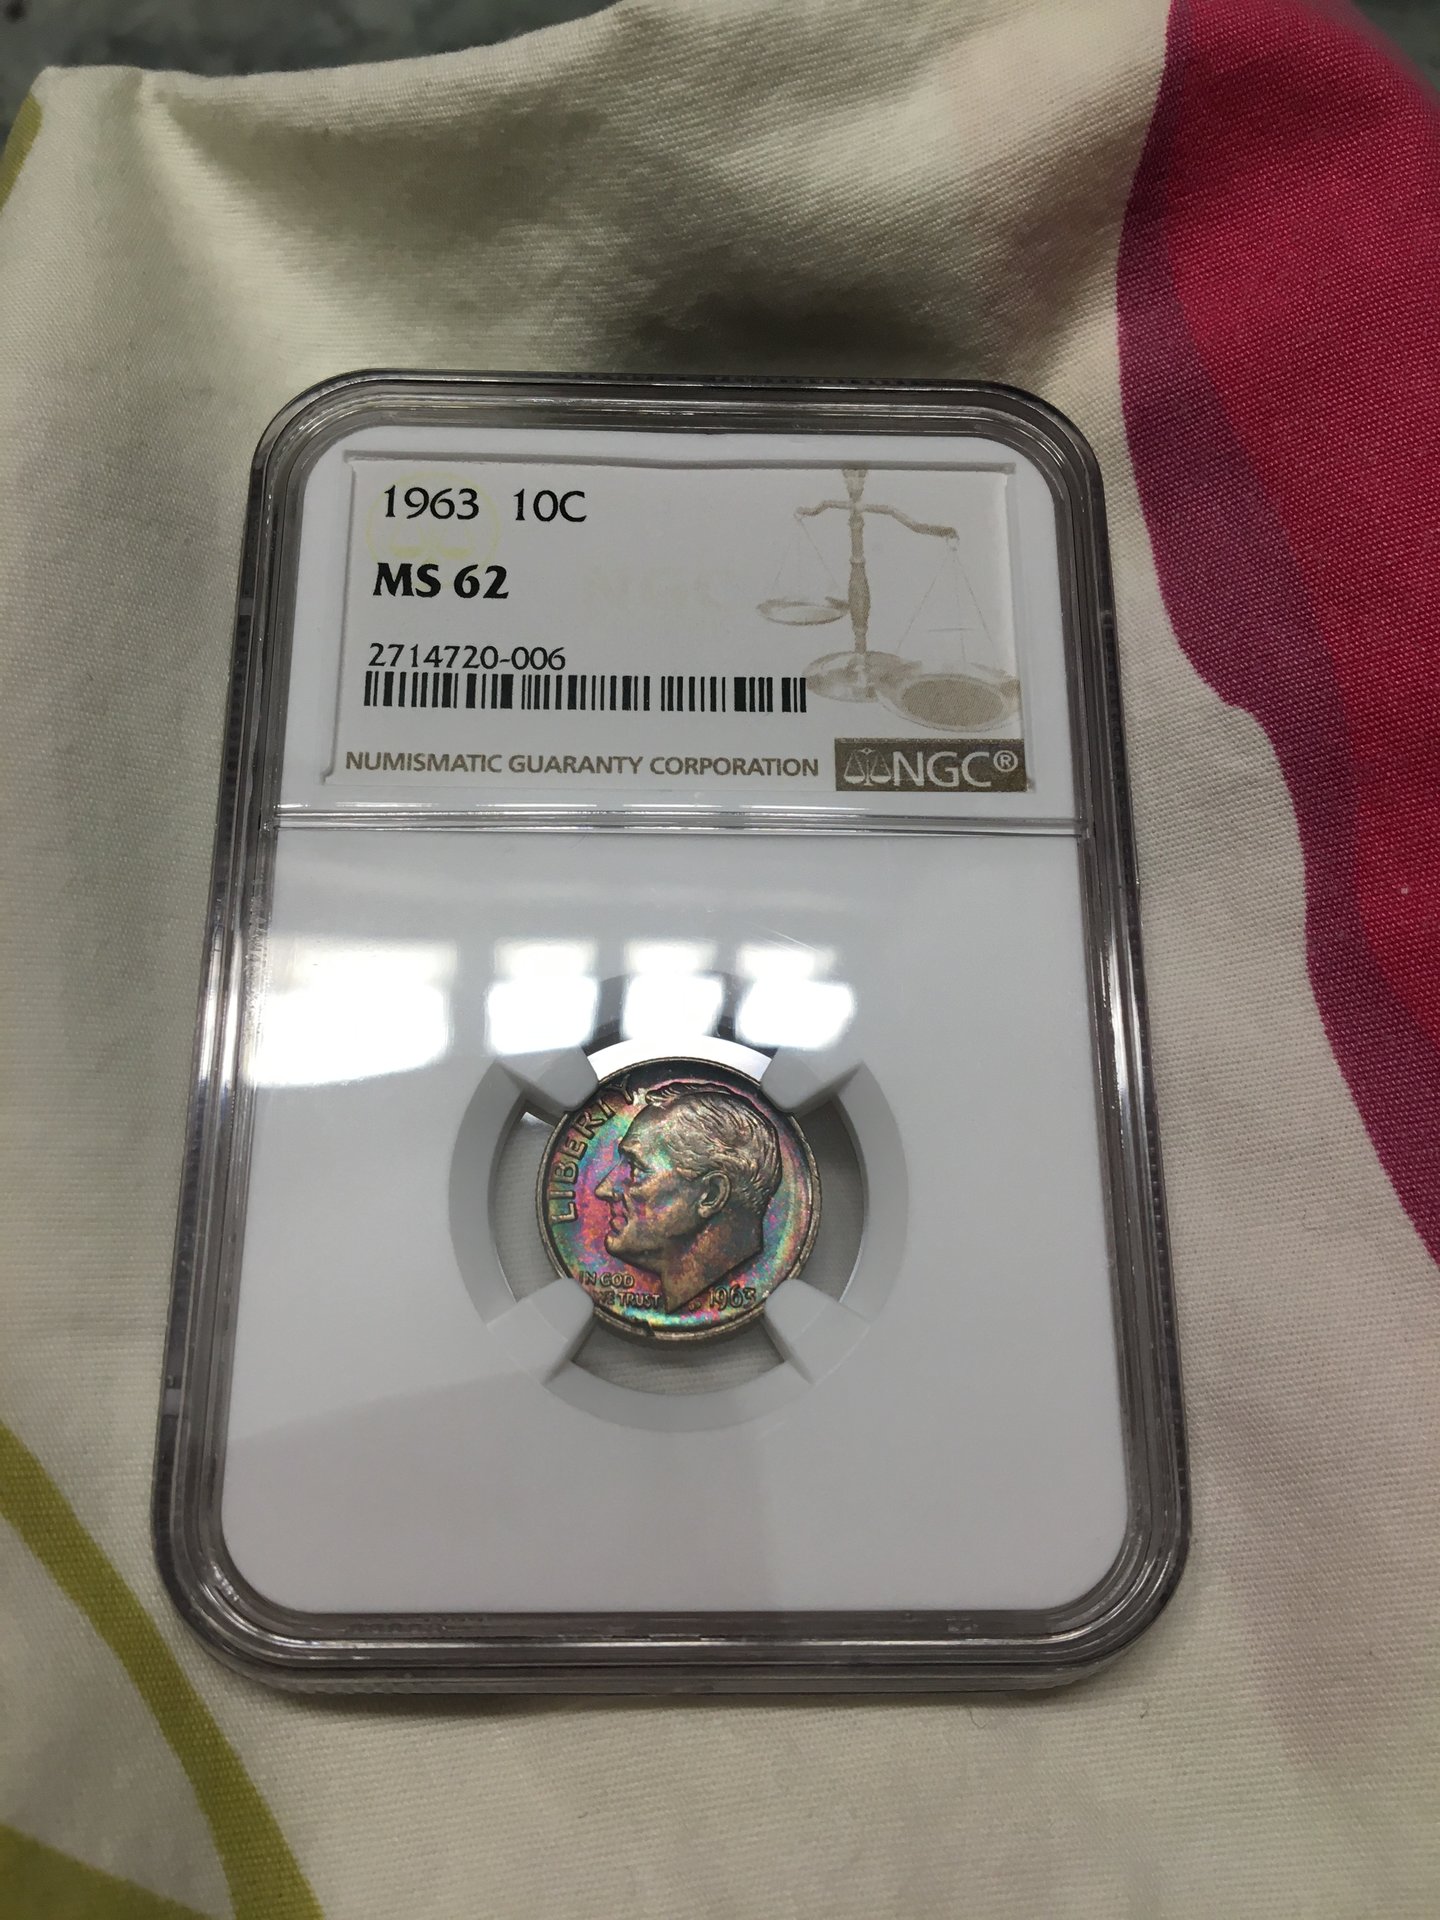 1963 10C
MS 62
2714720-006
NUMISMATIC GUARANTY CORPORATION NGC®
LIBERTY
IN GOD
WE TRUST 1963